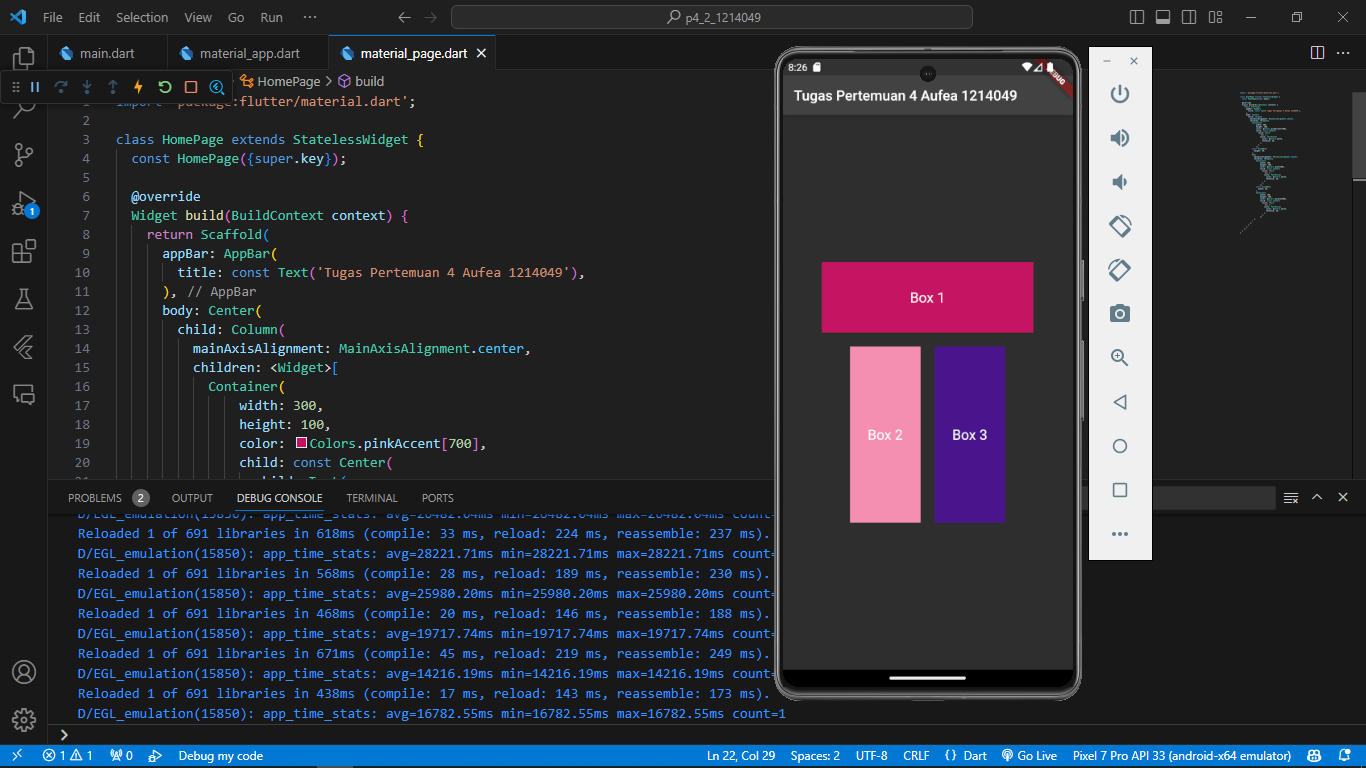 File Edit Selection View Go Run ··· p4_2_1214049
main.dart material_app.dart material_page.dart
HomePage > build
1 import 'package:flutter/material.dart';
2
3 class HomePage extends StatelessWidget {
4 const HomePage({super.key});
5
6 @override
7 Widget build(BuildContext context) {
8 return Scaffold(
9 appBar: AppBar(
10 title: const Text('Tugas Pertemuan 4 Aufea 1214049'),
11 ), // AppBar
12 body: Center(
13 child: Column(
14 mainAxisAlignment: MainAxisAlignment.center,
15 children: <Widget>[
16 Container(
17 width: 300,
18 height: 100,
19 color: Colors.pinkAccent[700],
20 child: const Center(
8:26
Tugas Pertemuan 4 Aufea 1214049
Box 1
Box 2 Box 3
PROBLEMS 2 OUTPUT DEBUG CONSOLE TERMINAL PORTS
Reloaded 1 of 691 libraries in 618ms (compile: 33 ms, reload: 224 ms, reassemble: 237 ms).
D/EGL_emulation(15850): app_time_stats: avg=28221.71ms min=28221.71ms max=28221.71ms count=
Reloaded 1 of 691 libraries in 568ms (compile: 28 ms, reload: 189 ms, reassemble: 230 ms).
D/EGL_emulation(15850): app_time_stats: avg=25980.20ms min=25980.20ms max=25980.20ms count=
Reloaded 1 of 691 libraries in 468ms (compile: 20 ms, reload: 146 ms, reassemble: 188 ms).
D/EGL_emulation(15850): app_time_stats: avg=19717.74ms min=19717.74ms max=19717.74ms count=
Reloaded 1 of 691 libraries in 671ms (compile: 45 ms, reload: 219 ms, reassemble: 249 ms).
D/EGL_emulation(15850): app_time_stats: avg=14216.19ms min=14216.19ms max=14216.19ms count=
Reloaded 1 of 691 libraries in 438ms (compile: 17 ms, reload: 143 ms, reassemble: 173 ms).
D/EGL_emulation(15850): app_time_stats: avg=16782.55ms min=16782.55ms max=16782.55ms count=1
1 1 0 Debug my code Ln 22, Col 29 Spaces: 2 UTF-8 CRLF {} Dart Go Live Pixel 7 Pro API 33 (android-x64 emulator)